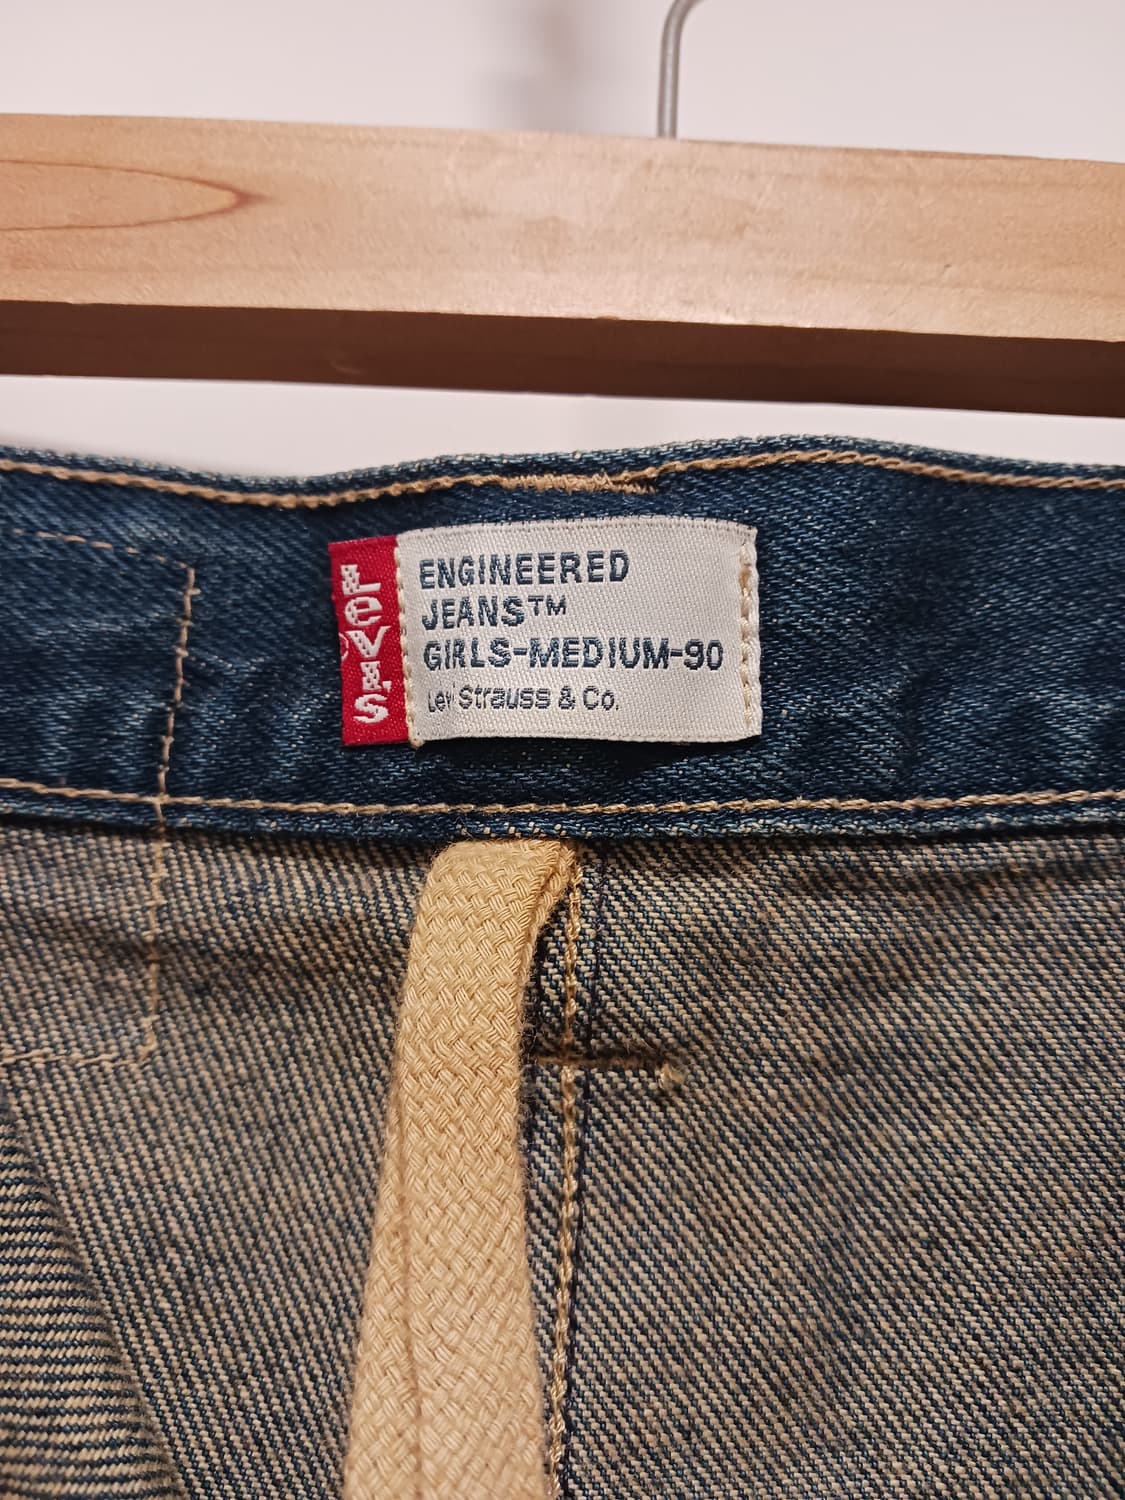 LEVI'S®
ENGINEERED
JEANS™
GIRLS-MEDIUM-90
Levi Strauss & Co.